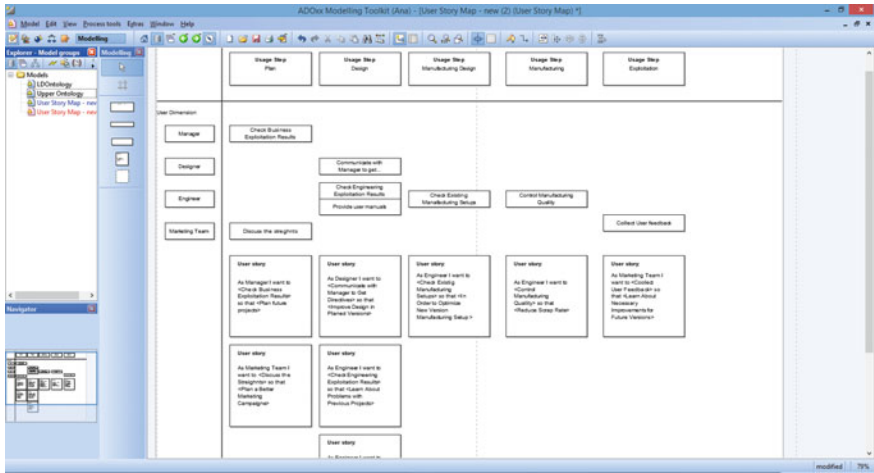 ADOxx Modelling Toolkit (Ana) - [User Story Map - new (2) (User Story Map) *]
Model Edit View Process tools Extras Window Help
Modelling
Explorer - Model groups
Modelling
Models
LDOntology
Upper Ontology
User Story Map - new
User Story Map - new
Navigator
Usage Step
Plan
Usage Step
Design
Usage Step
Manufacturing Design
Usage Step
Manufacturing
Usage Step
Exploitation
User Dimension
Manager
Check Business
Exploitation Results
Designer
Communicate with
Manager to get...
Engineer
Check Engineering
Exploitation Results
Provide user manuals
Check Existing
Manufacturing Setups
Control Manufacturing
Quality
Marketing Team
Discuss the streghnts
Collect User feedback
User story
As Manager I want to
<Check Business
Exploitation Results>
so that <Plan future
projects>
User story
As Designer I want to
<Communicate with
Manager to Get
Directives> so that
<Improve Design in
Planed Versions>
User story
As Engineer I want to
<Check Existig
Manufacturing
Setups> so that <In
Order to Optimize
New Version
Manufacturing Setup >
User story
As Engineer I want to
<Control
Manufacturing
Quality> so that
<Reduce Scrap Rate>
User story
As Marketing Team I
want to <Coolect
User Feedback> so
that <Learn About
Necessary
Improvements for
Future Versions>
User story
As Marketing Team I
want to <Discuss the
Streighnts> so that
<Plan a Better
Marketing
Campaigne>
User story
As Engineer I want to
<Check Engineering
Exploitation Results>
so that <Learn About
Problems with
Previous Projects>
User story
As Engineer I want to
modified 70%